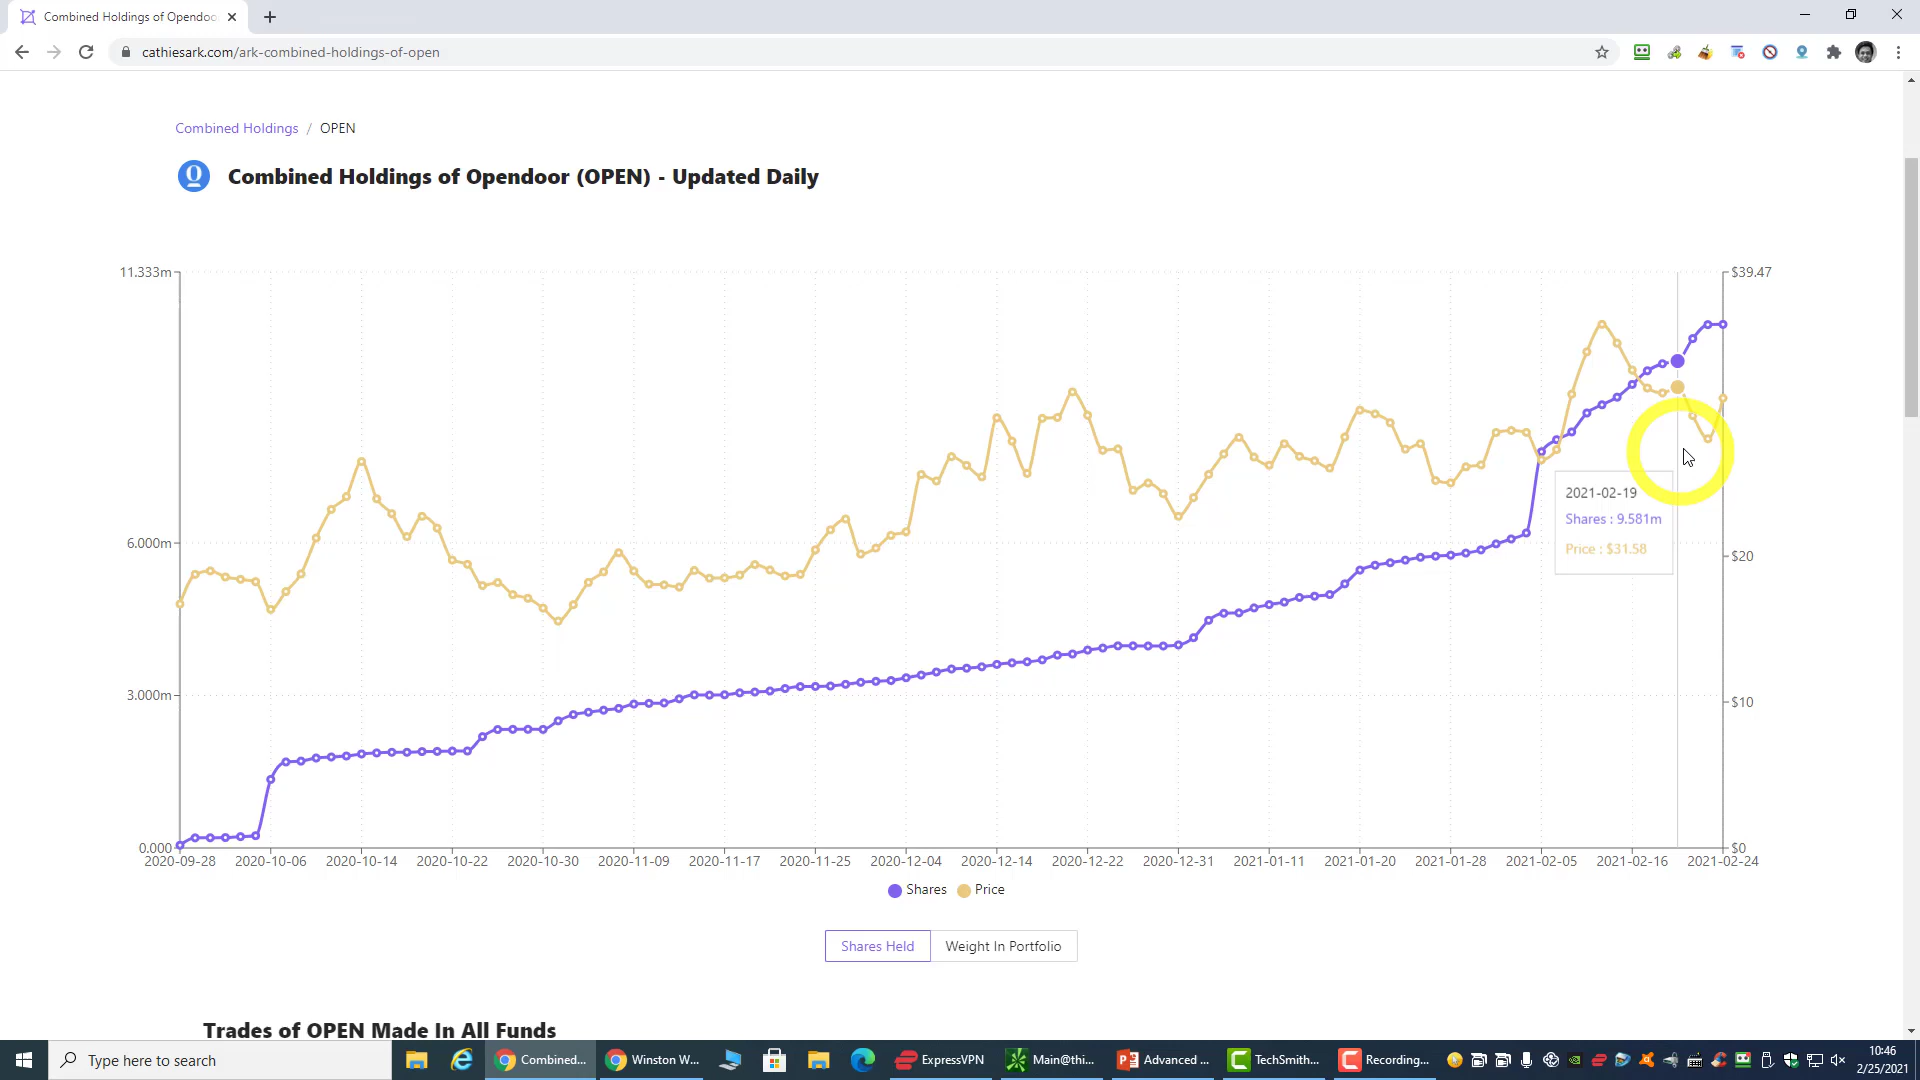 Combined Holdings of Opendoo
cathiesark.com/ark-combined-holdings-of-open
Combined Holdings / OPEN
Combined Holdings of Opendoor (OPEN) - Updated Daily
11.333m
$39.47
2021-02-19
Shares : 9.581m
6.000m
Price : $31.58
$20
3.000m
$10
0.000
$0
2020-09-28 2020-10-06 2020-10-14 2020-10-22 2020-10-30 2020-11-09 2020-11-17 2020-11-25 2020-12-04 2020-12-14 2020-12-22 2020-12-31 2021-01-11 2021-01-20 2021-01-28 2021-02-05 2021-02-16 2021-02-24
Shares Price
Shares Held Weight In Portfolio
Trades of OPEN Made In All Funds
Type here to search
Combined...
Winston W...
ExpressVPN
Main@thi...
Advanced ...
TechSmith...
Recording...
10:46
2/25/2021